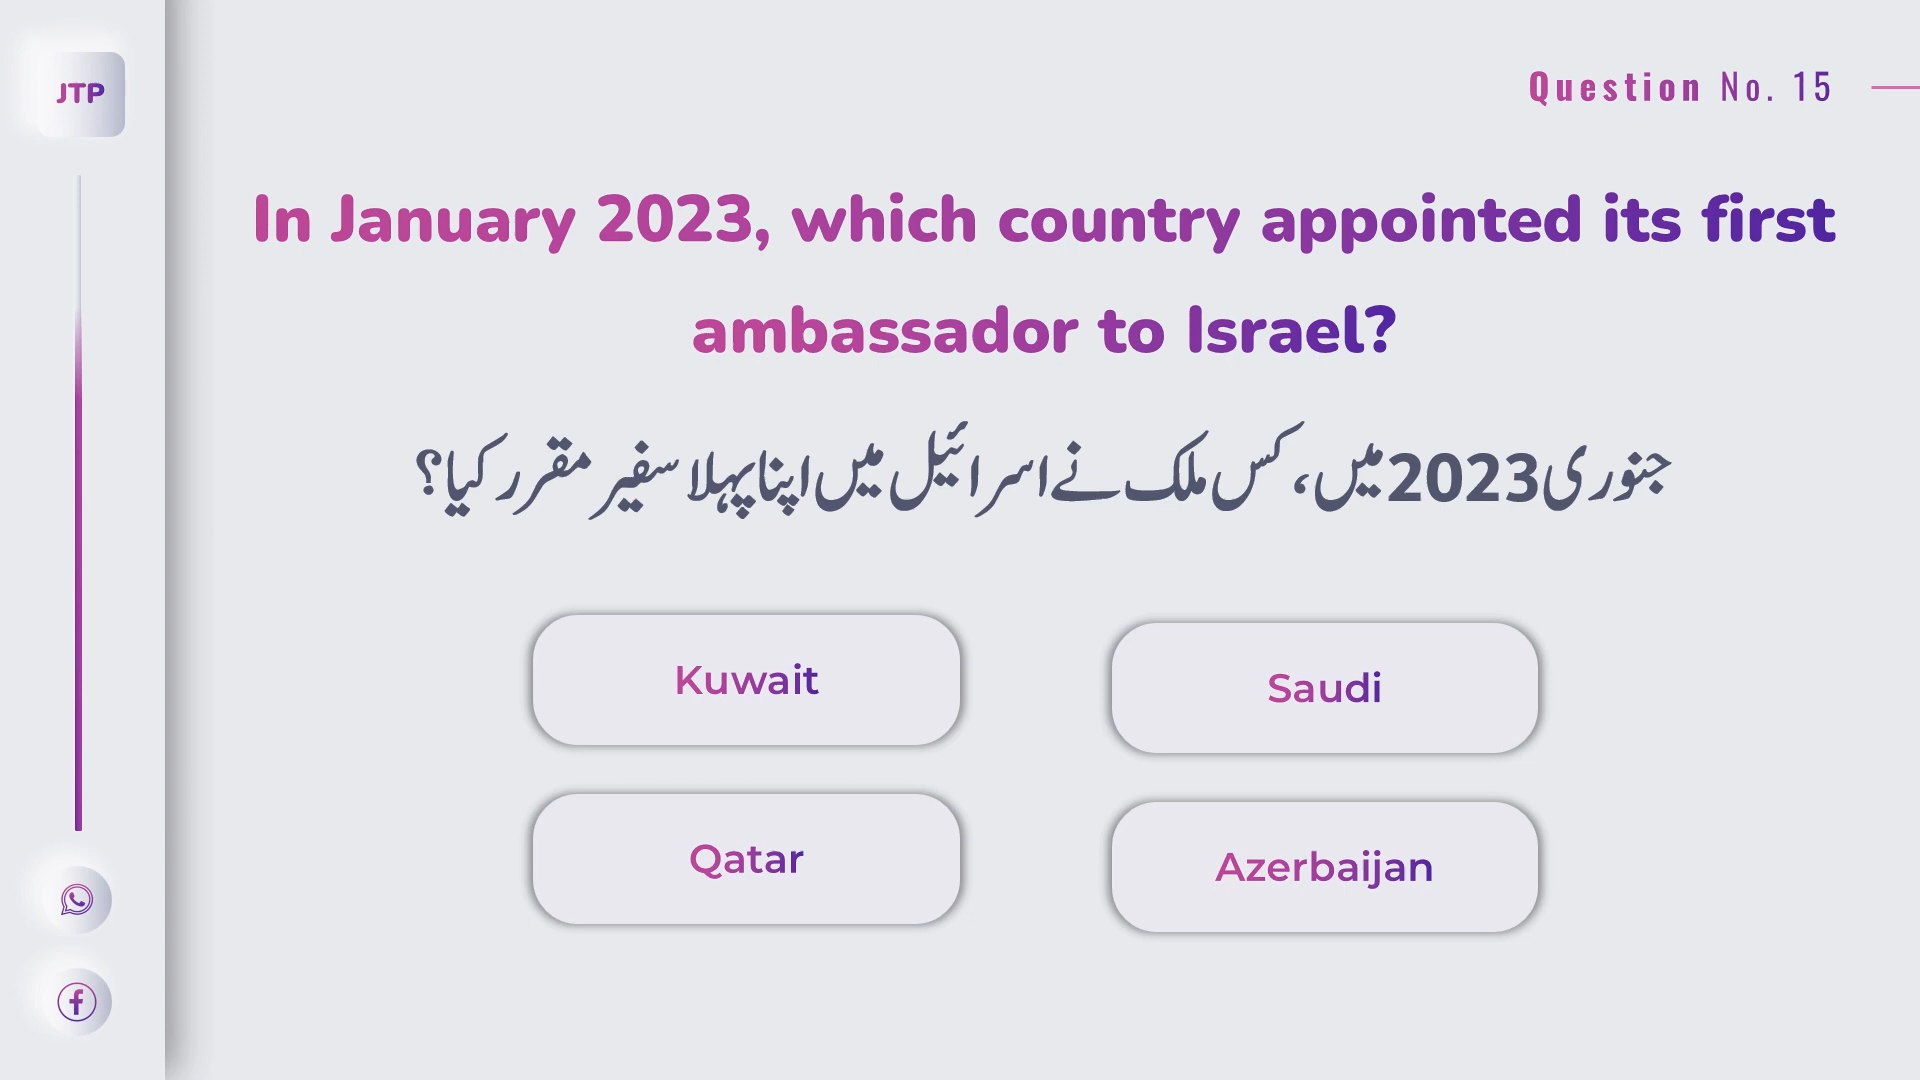 JTP
Question No. 15
In January 2023, which country appointed its first
ambassador to Israel?
جنوری 2023 میں، کس ملک نے اسرائیل میں اپنا پہلا سفیر مقرر کیا؟
Kuwait
Saudi
Qatar
Azerbaijan